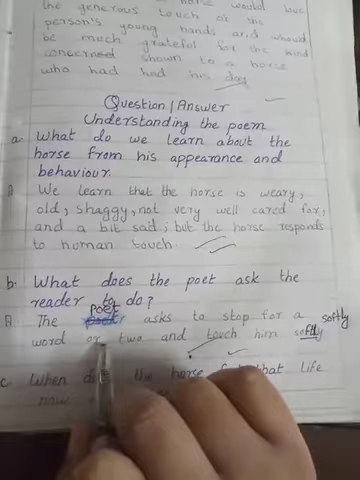 the generous touch of the
person's young hands and would
be much grateful for the kind
concerned shown to a horse
who had had his day
Question/Answer
Understanding the poem
a. What do we learn about the
horse from his appearance and
behaviour.
A We learn that the horse is weary,
old, shaggy, not very well cared for,
and a bit sad; but the horse responds
to human touch.
b. What does the poet ask the
reader to do?
A. The poet asks to stop for a softly
word or two and touch him softly
c. When the horse that life
now